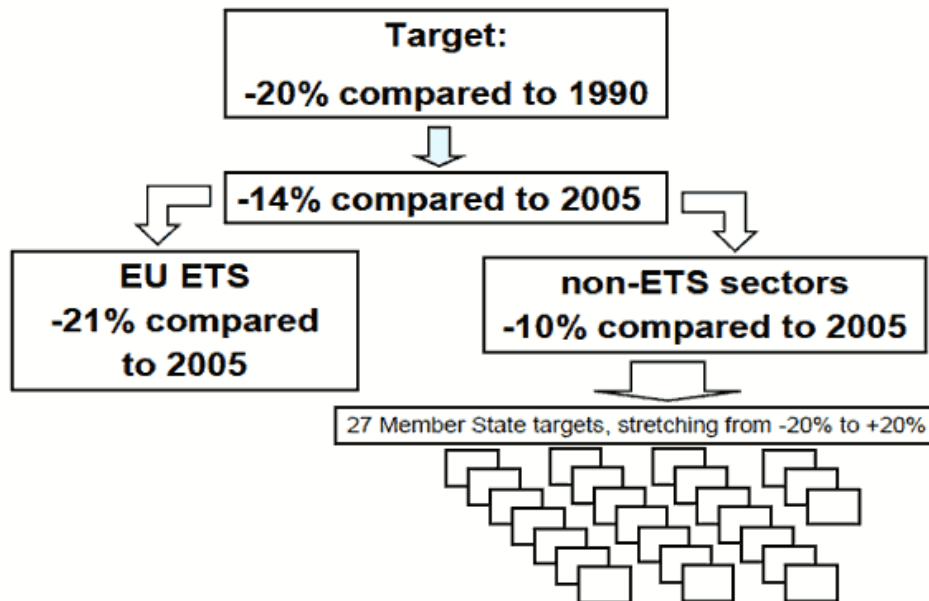 Target:
-20% compared to 1990
-14% compared to 2005
EU ETS
-21% compared
to 2005
non-ETS sectors
-10% compared to 2005
27 Member State targets, stretching from -20% to +20%